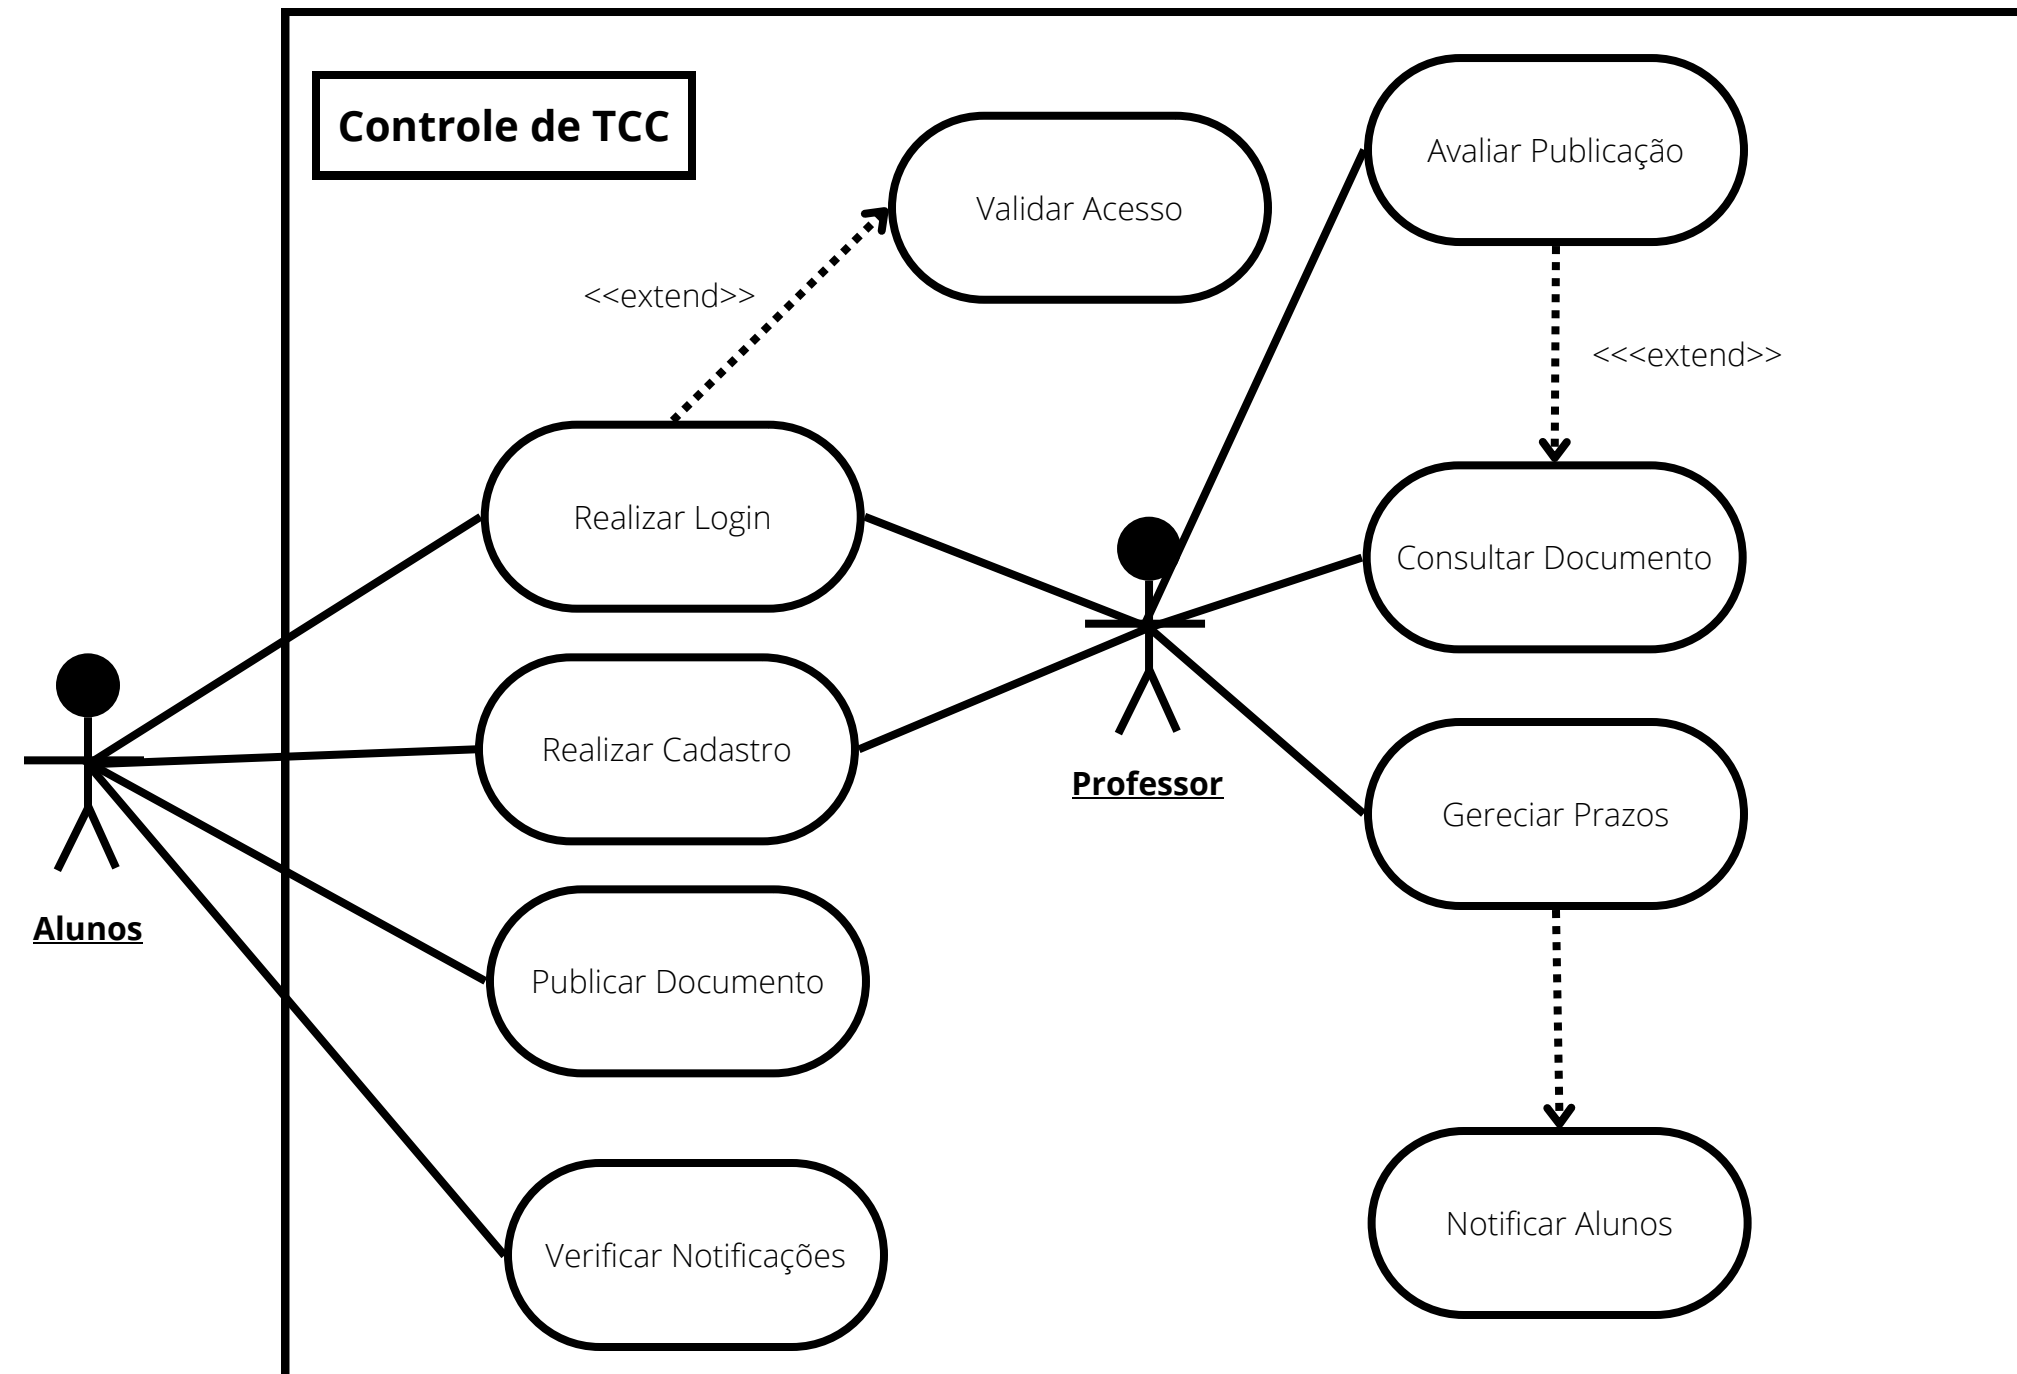 Controle de TCC
Avaliar Publicação
Validar Acesso
<<extend>>
<<<extend>>
Realizar Login
Consultar Documento
Realizar Cadastro
Professor
Gereciar Prazos
Alunos
Publicar Documento
Notificar Alunos
Verificar Notificações